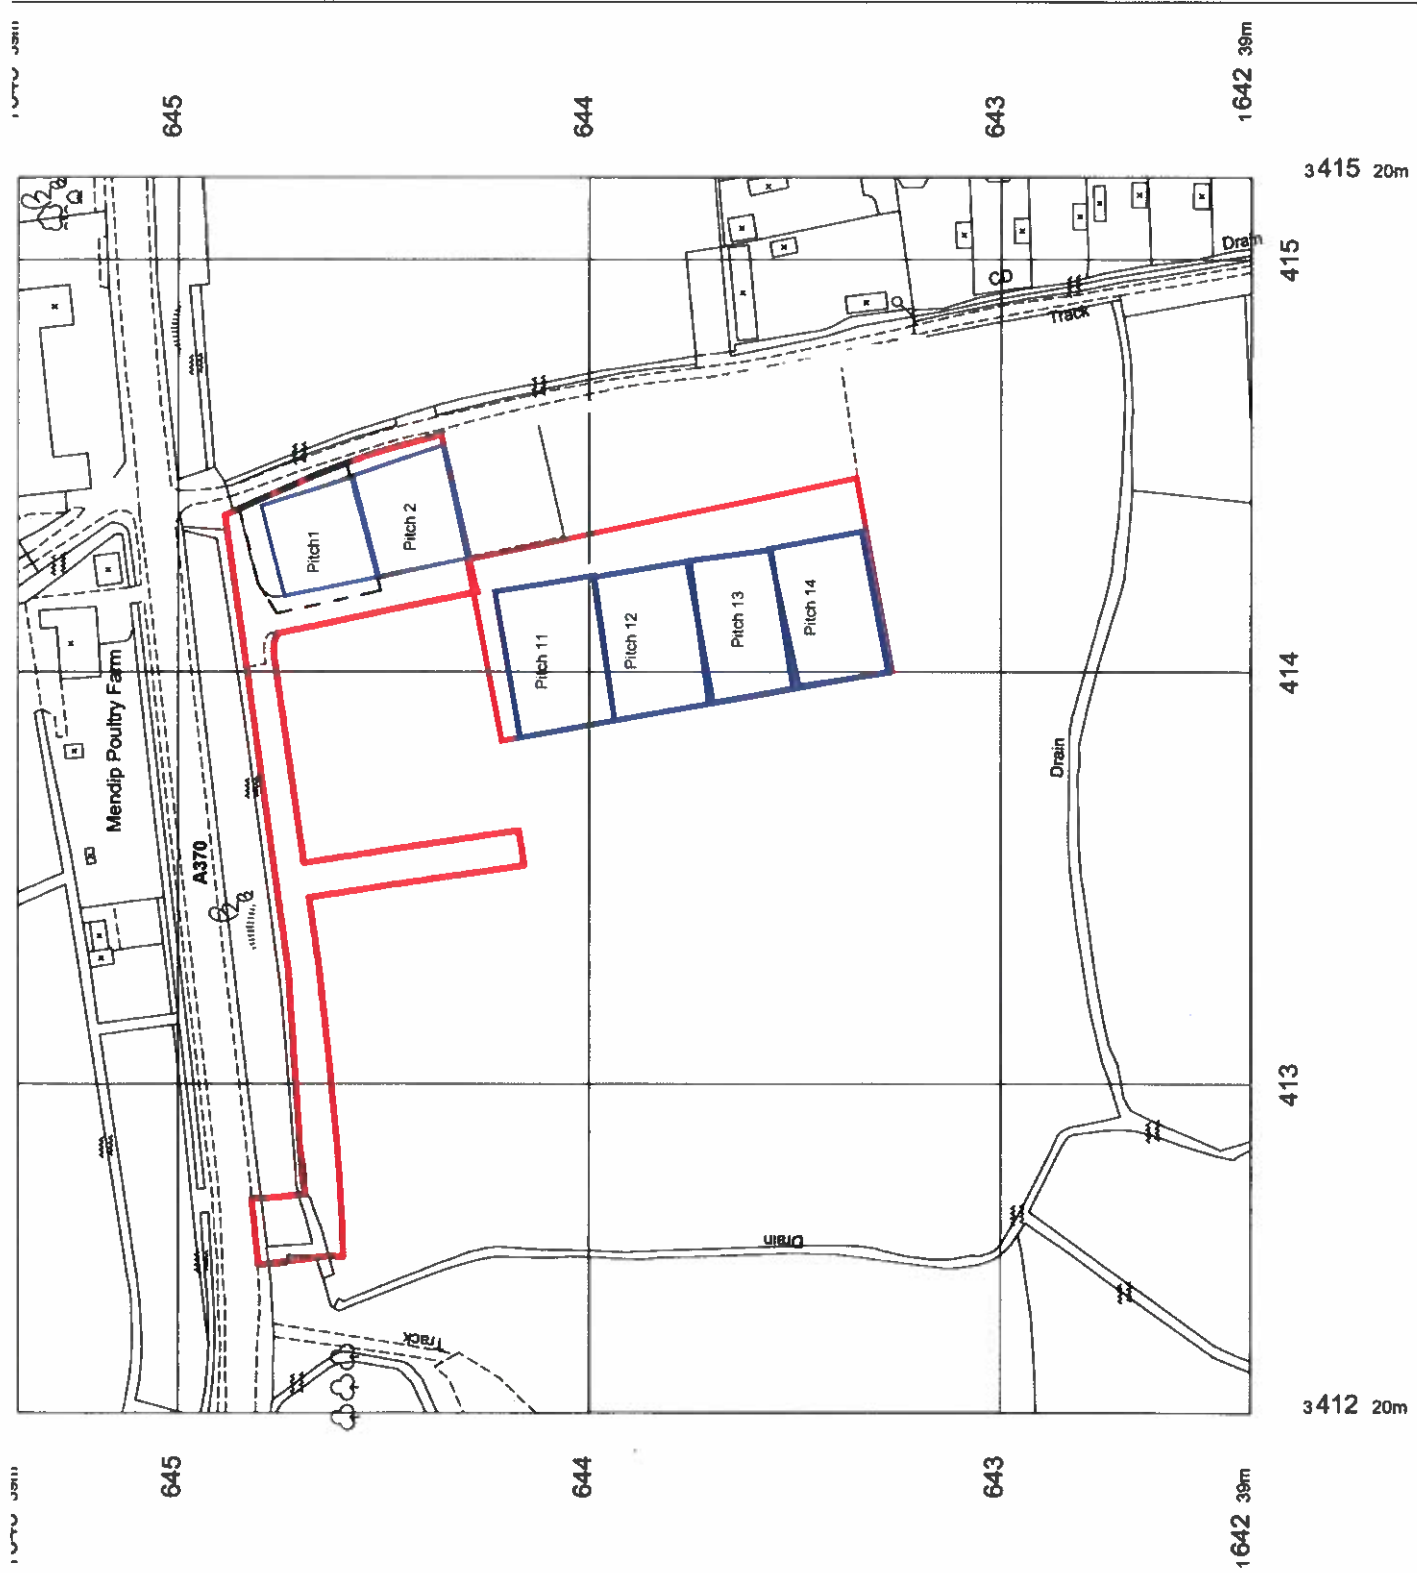 645
644
643
1642 39m
3415 20m
415
Drain
CD
Track
Pitch1
Pitch 2
Pitch 11
Pitch 12
Pitch 13
Pitch 14
414
Mendip Poultry Farm
A370
Drain
413
Drain
Track
3412 20m
645
644
643
1642 39m